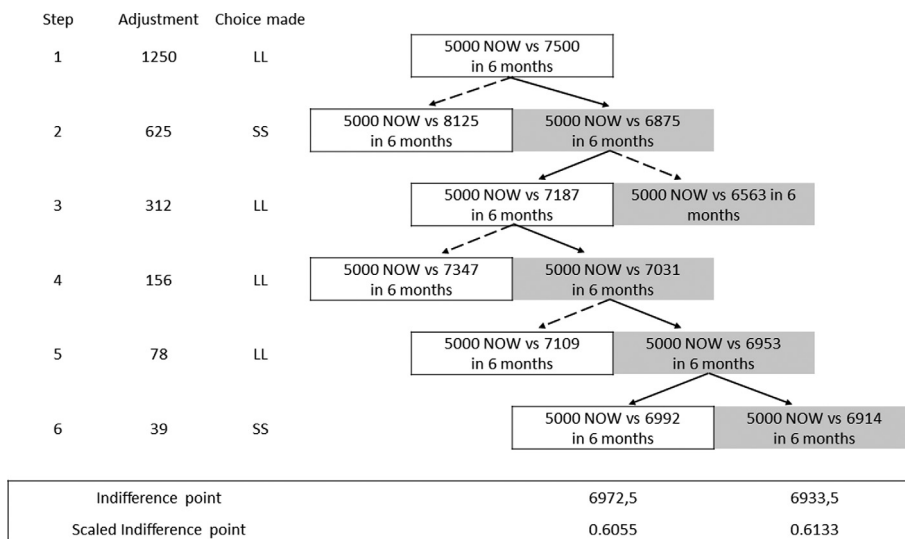 Step Adjustment Choice made
1 1250 LL
5000 NOW vs 7500
in 6 months
2 625 SS
5000 NOW vs 8125
in 6 months
5000 NOW vs 6875
in 6 months
3 312 LL
5000 NOW vs 7187
in 6 months
5000 NOW vs 6563 in 6
months
4 156 LL
5000 NOW vs 7347
in 6 months
5000 NOW vs 7031
in 6 months
5 78 LL
5000 NOW vs 7109
in 6 months
5000 NOW vs 6953
in 6 months
6 39 SS
5000 NOW vs 6992
in 6 months
5000 NOW vs 6914
in 6 months
Indifference point 6972,5 6933,5
Scaled Indifference point 0.6055 0.6133